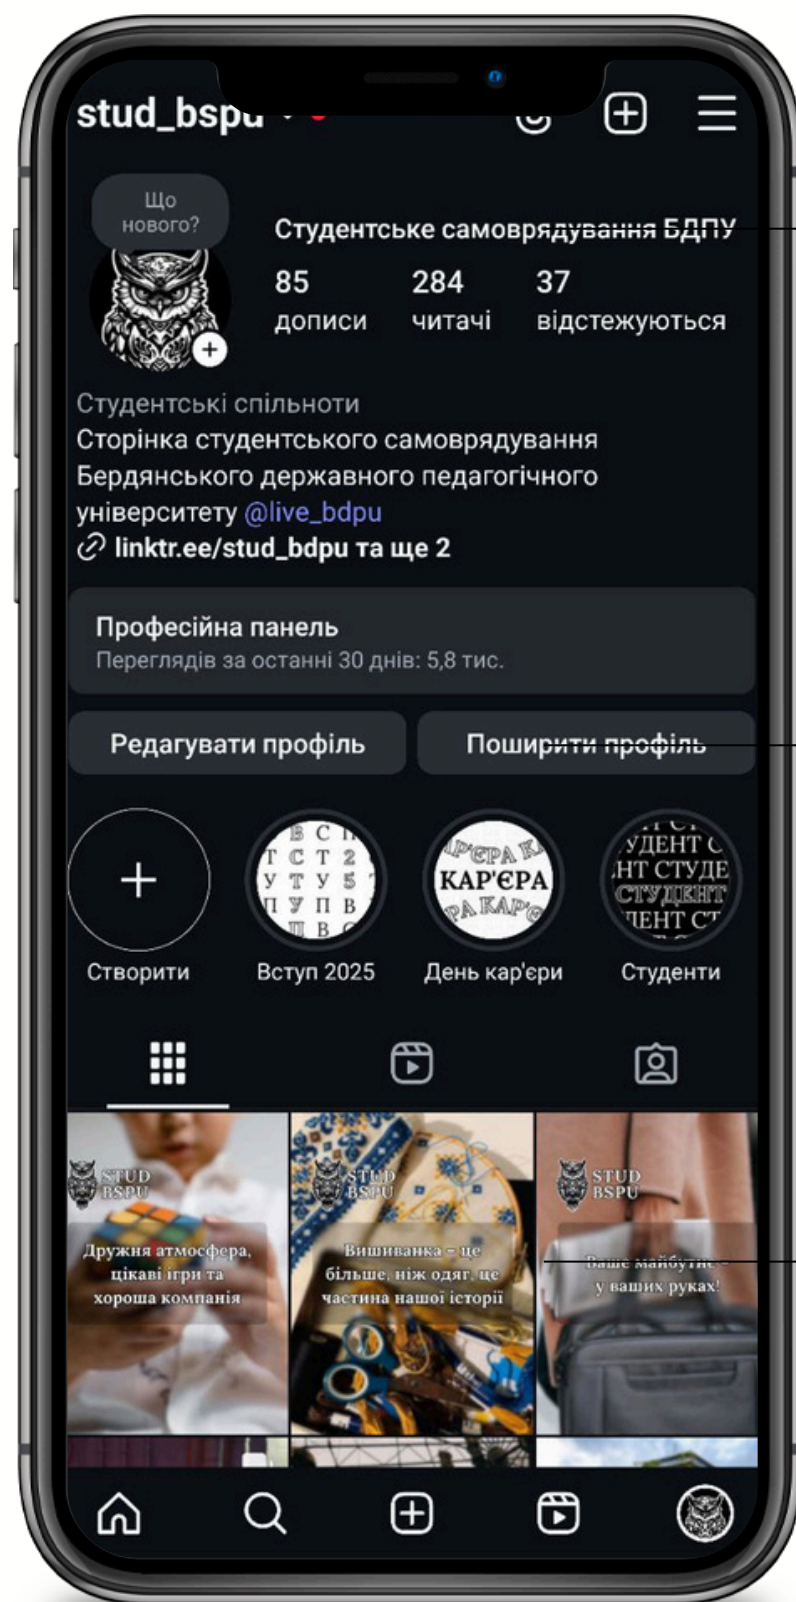 stud_bspu
Що
нового?
Студентське самоврядування БДПУ
85
284
37
дописи
читачі
відстежуються
Студентські спільноти
Сторінка студентського самоврядування
Бердянського державного педагогічного
університету @live_bdpu
linktr.ee/stud_bdpu та ще 2
Професійна панель
Переглядів за останні 30 днів: 5,8 тис.
Редагувати профіль
Поширити профіль
КАР'ЄРА
СТУДЕНТ
Створити
Вступ 2025
День кар'єри
Студенти
STUD
BSPU
Дружня атмосфера,
цікаві ігри та
хороша компанія
STUD
BSPU
Вишиванка – це
більше, ніж одяг, це
частина нашої історії
STUD
BSPU
Ваше майбутнє –
у ваших руках!